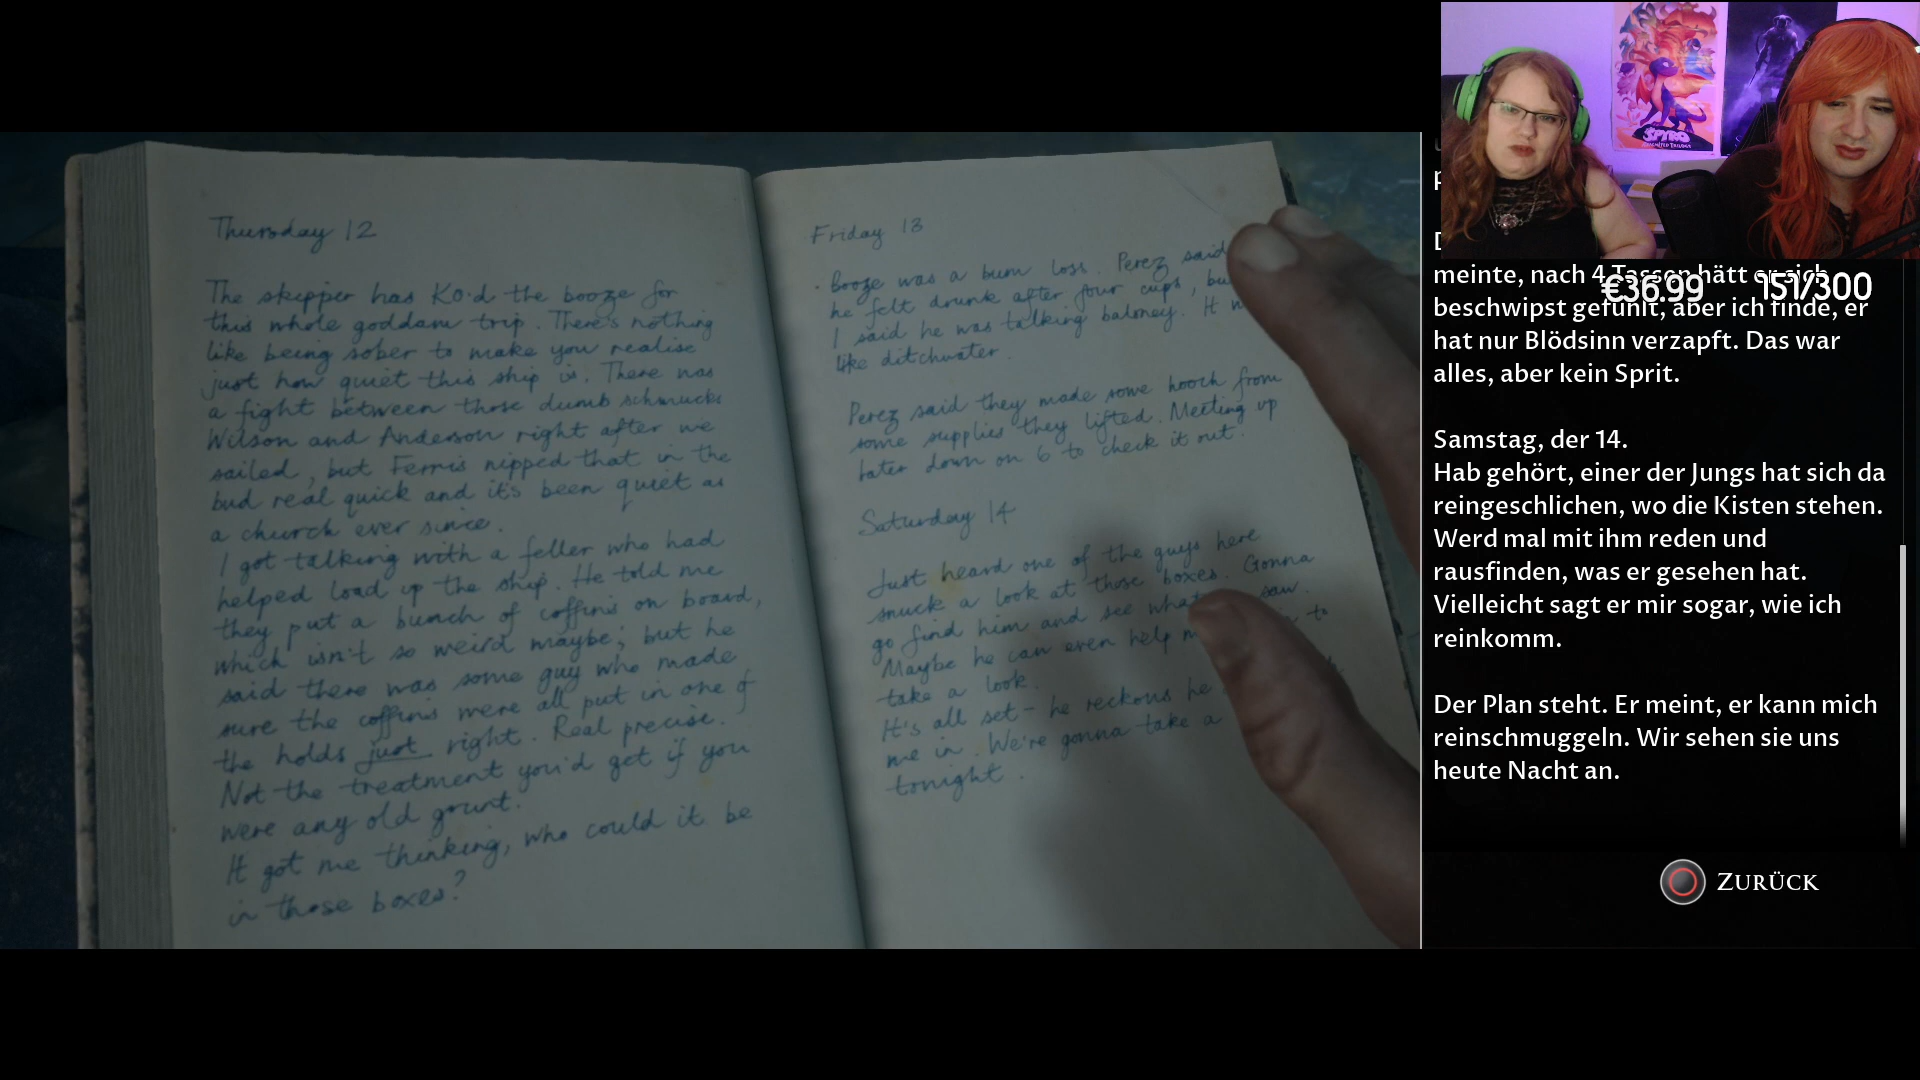 Thursday 12
The skipper has KO'd the booze for
this whole goddam trip. There's nothing
like being sober to make you realise
just how quiet this ship is. There was
a fight between those dumb schmucks
Wilson and Anderson right after we
sailed, but Ferris nipped that in the
bud real quick and it's been quiet as
a church ever since.
I got talking with a feller who had
helped load up the ship. He told me
they put a bunch of coffins on board,
which isn't so weird maybe; but he
said there was some guy who made
sure the coffins were all put in one of
the holds just right. Real precise.
Not the treatment you'd get if you
were any old grunt.
It got me thinking, who could it be
in those boxes?
Friday 13
Booze was a bum loss. Perez said
he felt drunk after four cups, but
I said he was talking baloney. It
like ditchwater.
Perez said they made some hooch from
some supplies they lifted. Meeting up
later down on 6 to check it out.
Saturday 14
Just heard one of the guys here
snuck a look at those boxes. Gonna
go find him and see what saw.
Maybe he can even help to
take a look.
It's all set - he reckons he
me in. We're gonna take a
tonight.
SPYRO
meinte, nach 4 Tassen hätt er sich
beschwipst gefühlt, aber ich finde, er
hat nur Blödsinn verzapft. Das war
alles, aber kein Sprit.
Samstag, der 14.
Hab gehört, einer der Jungs hat sich da
reingeschlichen, wo die Kisten stehen.
Werd mal mit ihm reden und
rausfinden, was er gesehen hat.
Vielleicht sagt er mir sogar, wie ich
reinkomm.
Der Plan steht. Er meint, er kann mich
reinschmuggeln. Wir sehen sie uns
heute Nacht an.
€36.99 151/300
ZURÜCK